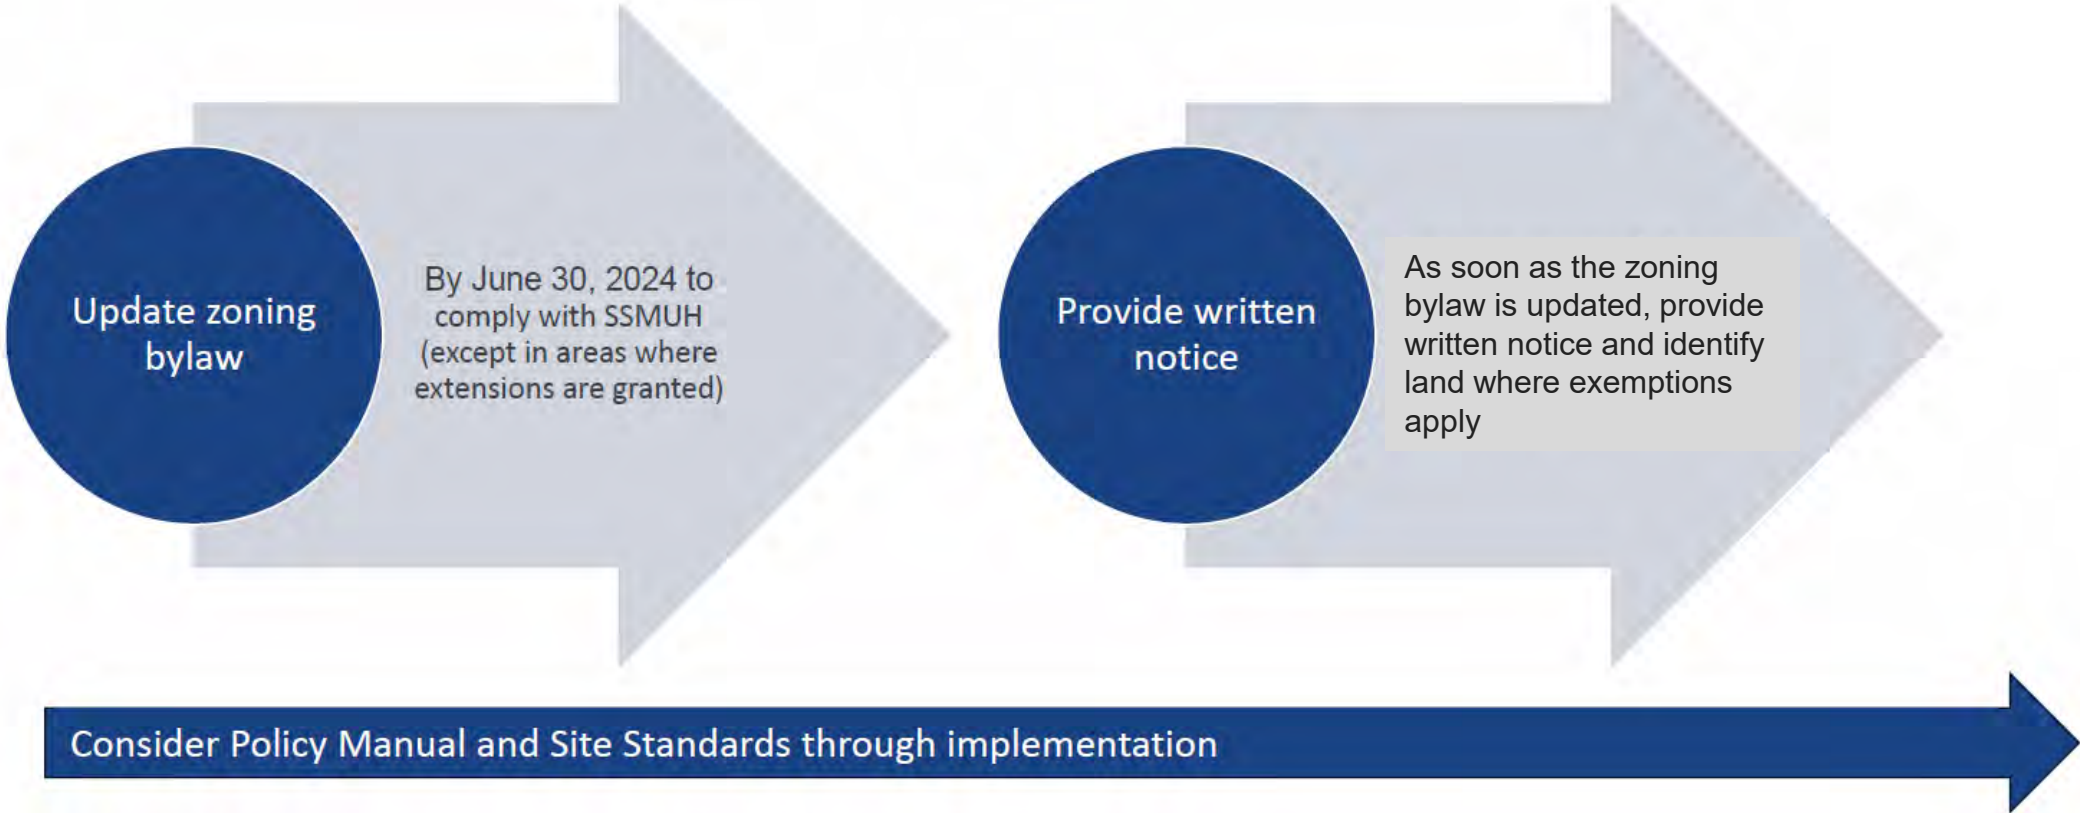 Update zoning
bylaw
By June 30, 2024 to
comply with SSMUH
(except in areas where
extensions are granted)
Provide written
notice
As soon as the zoning
bylaw is updated, provide
written notice and identify
land where exemptions
apply
Consider Policy Manual and Site Standards through implementation